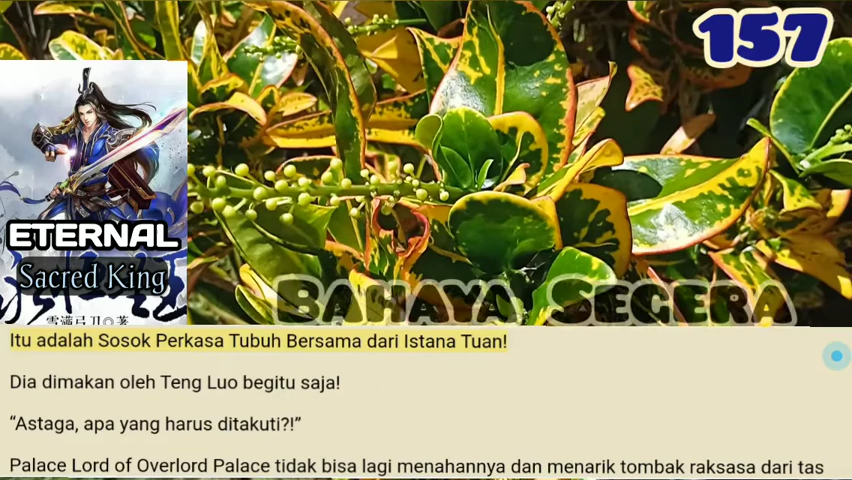 157
ETERNAL
Sacred King
BAHAYA SEGERA
Itu adalah Sosok Perkasa Tubuh Bersama dari Istana Tuan!
Dia dimakan oleh Teng Luo begitu saja!
“Astaga, apa yang harus ditakuti?!”
Palace Lord of Overlord Palace tidak bisa lagi menahannya dan menarik tombak raksasa dari tas